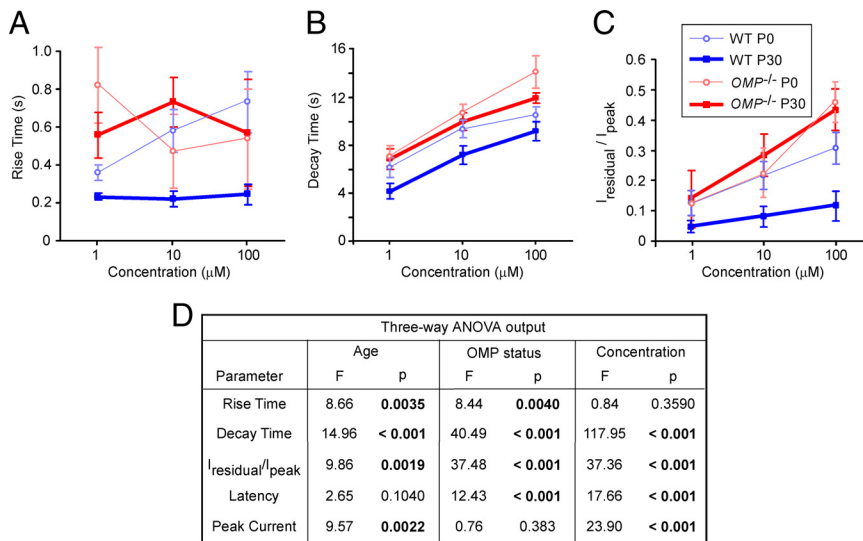 A
Rise Time (s)
1.0
0.8
0.6
0.4
0.2
0
1 10 100
Concentration (μM)
B
Decay Time (s)
16
12
8
4
0
1 10 100
Concentration (μM)
C
I residual / I peak
0.6
0.5
0.4
0.3
0.2
0.1
0
1 10 100
Concentration (μM)
WT P0
WT P30
OMP-/- P0
OMP-/- P30
D
Three-way ANOVA output
Age OMP status Concentration
Parameter F p F p F p
Rise Time 8.66 0.0035 8.44 0.0040 0.84 0.3590
Decay Time 14.96 < 0.001 40.49 < 0.001 117.95 < 0.001
Iresidual/Ipeak 9.86 0.0019 37.48 < 0.001 37.36 < 0.001
Latency 2.65 0.1040 12.43 < 0.001 17.66 < 0.001
Peak Current 9.57 0.0022 0.76 0.383 23.90 < 0.001